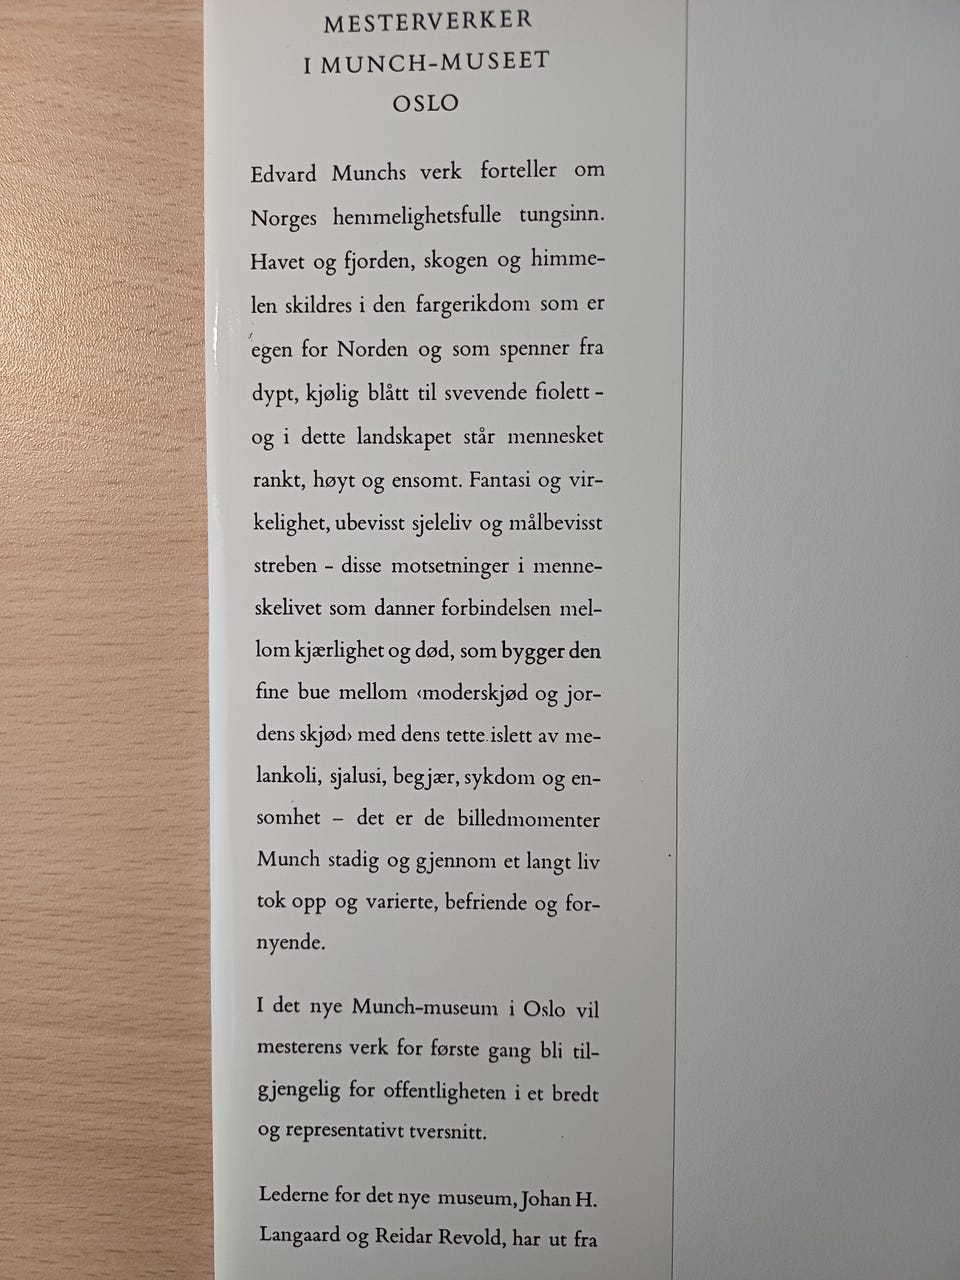 MESTERVERKER
I MUNCH-MUSEET
OSLO
Edvard Munchs verk forteller om
Norges hemmelighetsfulle tungsinn.
Havet og fjorden, skogen og himme-
len skildres i den fargerikdom som er
egen for Norden og som spenner fra
dypt, kjølig blått til svevende fiolett -
og i dette landskapet står mennesket
rankt, høyt og ensomt. Fantasi og vir-
kelighet, ubevisst sjeleliv og målbevisst
streben - disse motsetninger i menne-
skelivet som danner forbindelsen mel-
lom kjærlighet og død, som bygger den
fine bue mellom ‹moderskjød og jor-
dens skjød› med dens tette islett av me-
lankoli, sjalusi, begjær, sykdom og en-
somhet – det er de billedmomenter
Munch stadig og gjennom et langt liv
tok opp og varierte, befriende og for-
nyende.
I det nye Munch-museum i Oslo vil
mesterens verk for første gang bli til-
gjengelig for offentligheten i et bredt
og representativt tversnitt.
Lederne for det nye museum, Johan H.
Langaard og Reidar Revold, har ut fra